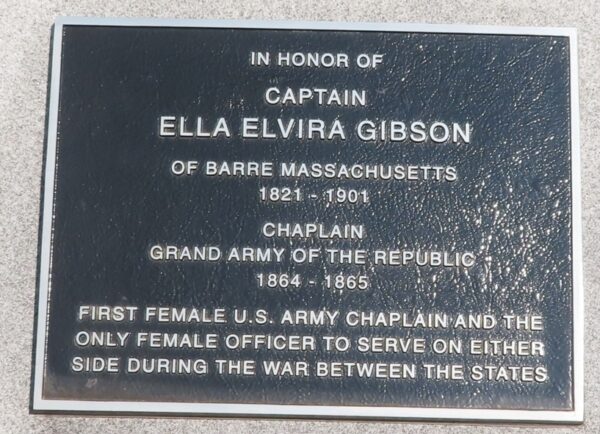 IN HONOR OF
CAPTAIN
ELLA ELVIRA GIBSON
OF BARRE MASSACHUSETTS
1821 - 1901
CHAPLAIN
GRAND ARMY OF THE REPUBLIC
1864 - 1865
FIRST FEMALE U.S. ARMY CHAPLAIN AND THE
ONLY FEMALE OFFICER TO SERVE ON EITHER
SIDE DURING THE WAR BETWEEN THE STATES